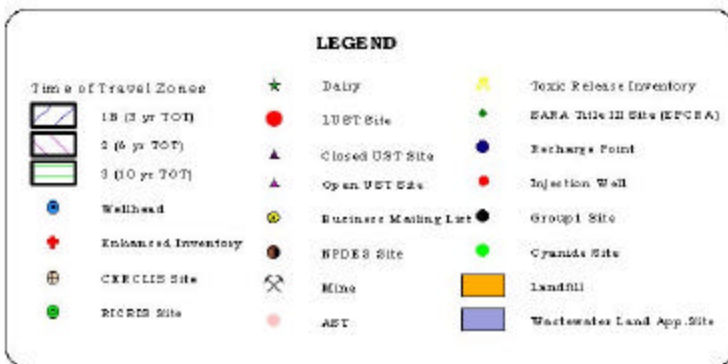 LEGEND
Time of Travel Zones
1B (3 yr TOT)
2 (6 yr TOT)
3 (10 yr TOT)
Wellhead
Enhanced Inventory
CERCLIS Site
RICRIS Site
Dairy
LUST Site
Closed UST Site
Open UST Site
Business Mailing List
NPDES Site
Mine
AST
Toxic Release Inventory
SARA Title III Site (EPCRA)
Recharge Point
Injection Well
Group1 Site
Cyanide Site
Landfill
Wastewater Land App.Site